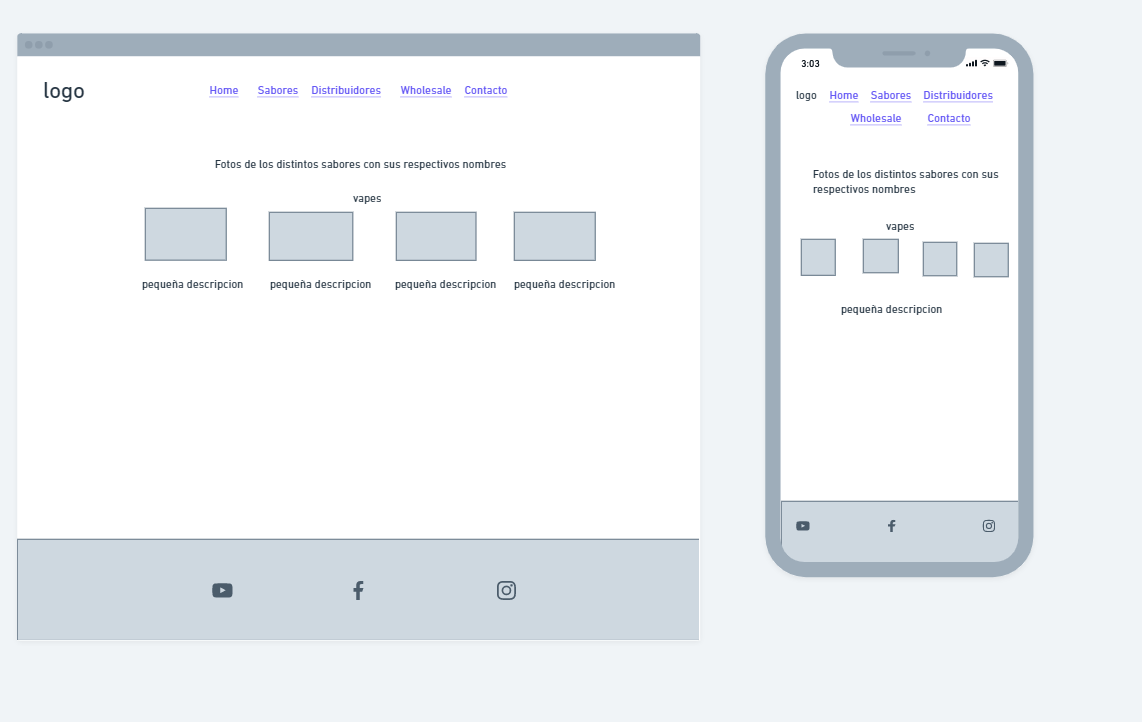 logo Home Sabores Distribuidores Wholesale Contacto
Fotos de los distintos sabores con sus respectivos nombres
vapes
pequeña descripcion pequeña descripcion pequeña descripcion pequeña descripcion
3:03
logo Home Sabores Distribuidores
Wholesale Contacto
Fotos de los distintos sabores con sus
respectivos nombres
vapes
pequeña descripcion